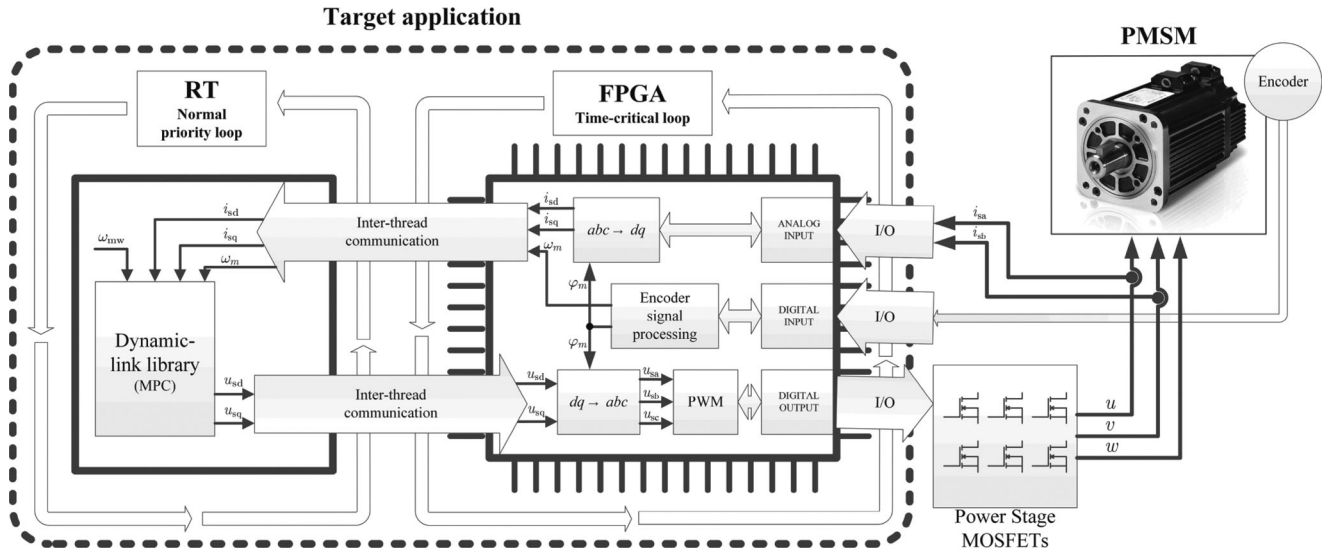 Target application
PMSM
Encoder
RT
Normal
priority loop
FPGA
Time-critical loop
i_sd
i_sq
ω_m
ω_mw
Inter-thread
communication
i_sd
i_sq
ω_m
abc → dq
ANALOG
INPUT
I/O
i_sa
i_sb
φ_m
Encoder
signal
processing
DIGITAL
INPUT
I/O
φ_m
Dynamic-
link library
(MPC)
u_sd
u_sq
Inter-thread
communication
u_sd
u_sq
dq → abc
u_sa
u_sb
u_sc
PWM
DIGITAL
OUTPUT
I/O
u
v
w
Power Stage
MOSFETs